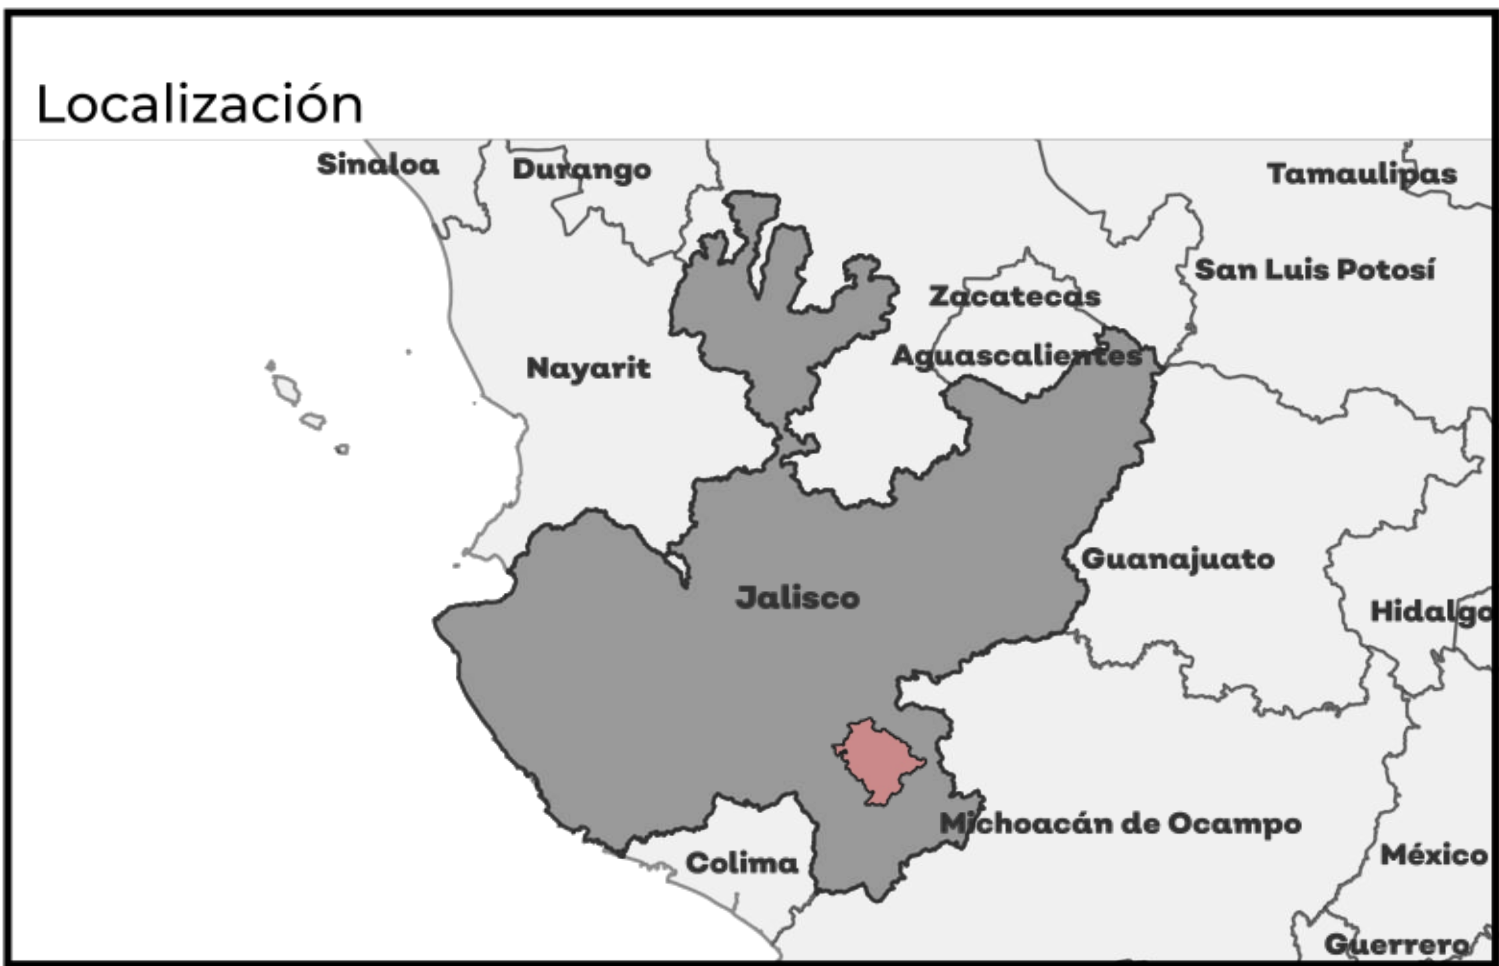 Localización
Sinaloa
Durango
Tamaulipas
San Luis Potosí
Zacatecas
Aguascalientes
Nayarit
Guanajuato
Jalisco
Hidalgo
Michoacán de Ocampo
México
Colima
Guerrero